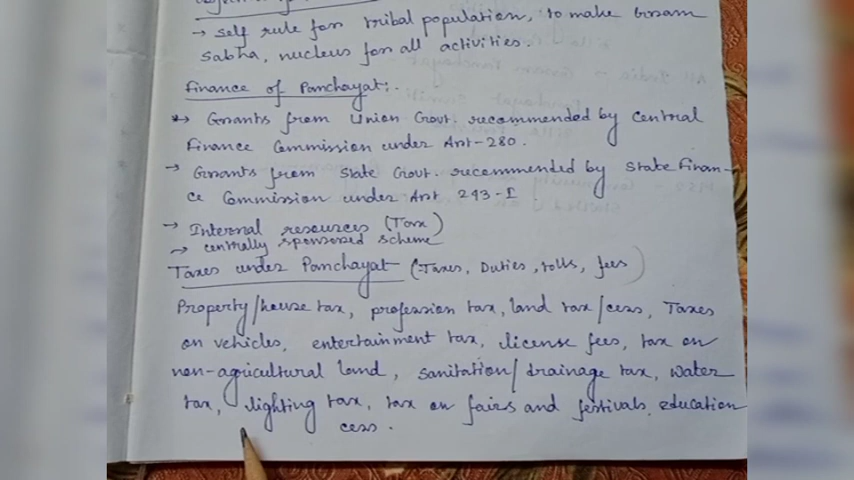 → self rule for tribal population, to make Gram
Sabha, nucleus for all activities.
Finance of Panchayat:-
→ Grants from Union Govt. recommended by Central
Finance Commission under Art-280.
→ Grants from State Govt. recommended by State Finan-
ce Commission under Art 243-I
→ Internal resources (Tax)
→ centrally sponsored scheme
Taxes under Panchayat (-Taxes, Duties, tolls, fees)
Property/house tax, profession tax, land tax/cess, Taxes
on vehicles, entertainment tax, license fees, tax on
non-agricultural land, sanitation/drainage tax, water
tax, lighting tax, tax on fairs and festivals, education
cess.